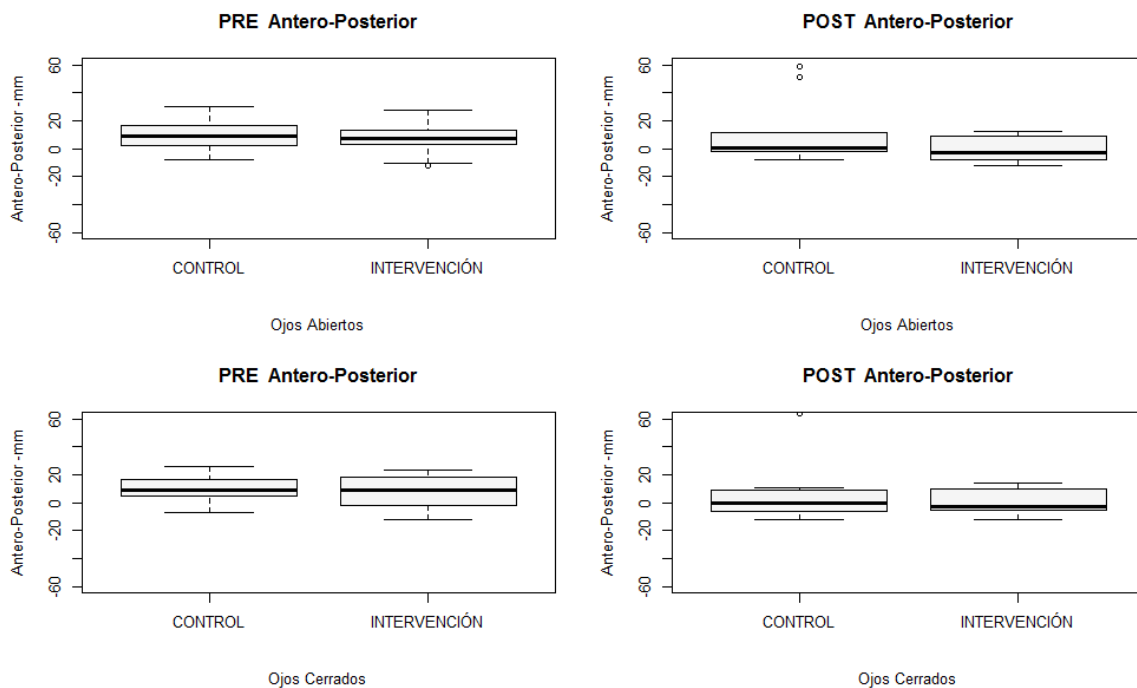 PRE Antero-Posterior
Antero-Posterior -mm
60
20
0
-20
-60
CONTROL INTERVENCIÓN
Ojos Abiertos
POST Antero-Posterior
Antero-Posterior -mm
60
20
0
-20
-60
CONTROL INTERVENCIÓN
Ojos Abiertos
PRE Antero-Posterior
Antero-Posterior -mm
60
20
0
-20
-60
CONTROL INTERVENCIÓN
Ojos Cerrados
POST Antero-Posterior
Antero-Posterior -mm
60
20
0
-20
-60
CONTROL INTERVENCIÓN
Ojos Cerrados